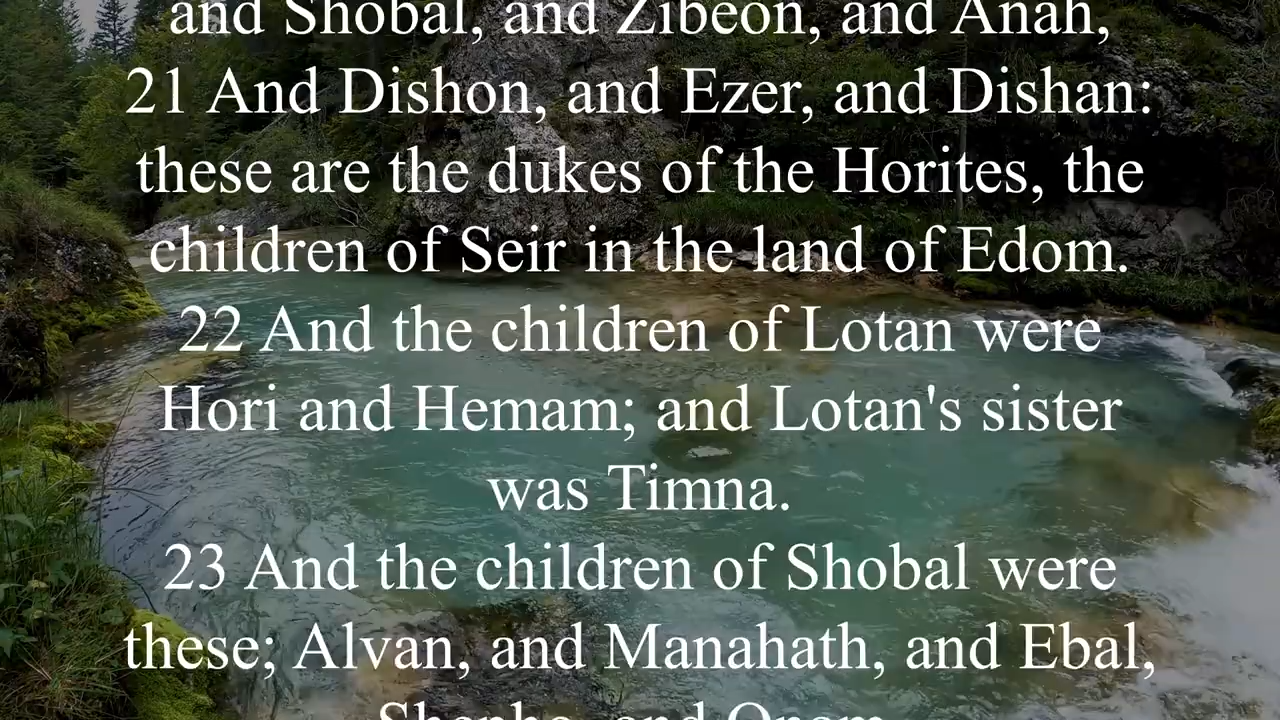 and Shobal, and Zibeon, and Anah,
21 And Dishon, and Ezer, and Dishan:
these are the dukes of the Horites, the
children of Seir in the land of Edom.
22 And the children of Lotan were
Hori and Hemam; and Lotan's sister
was Timna.
23 And the children of Shobal were
these; Alvan, and Manahath, and Ebal,
Shepho, and Onam.